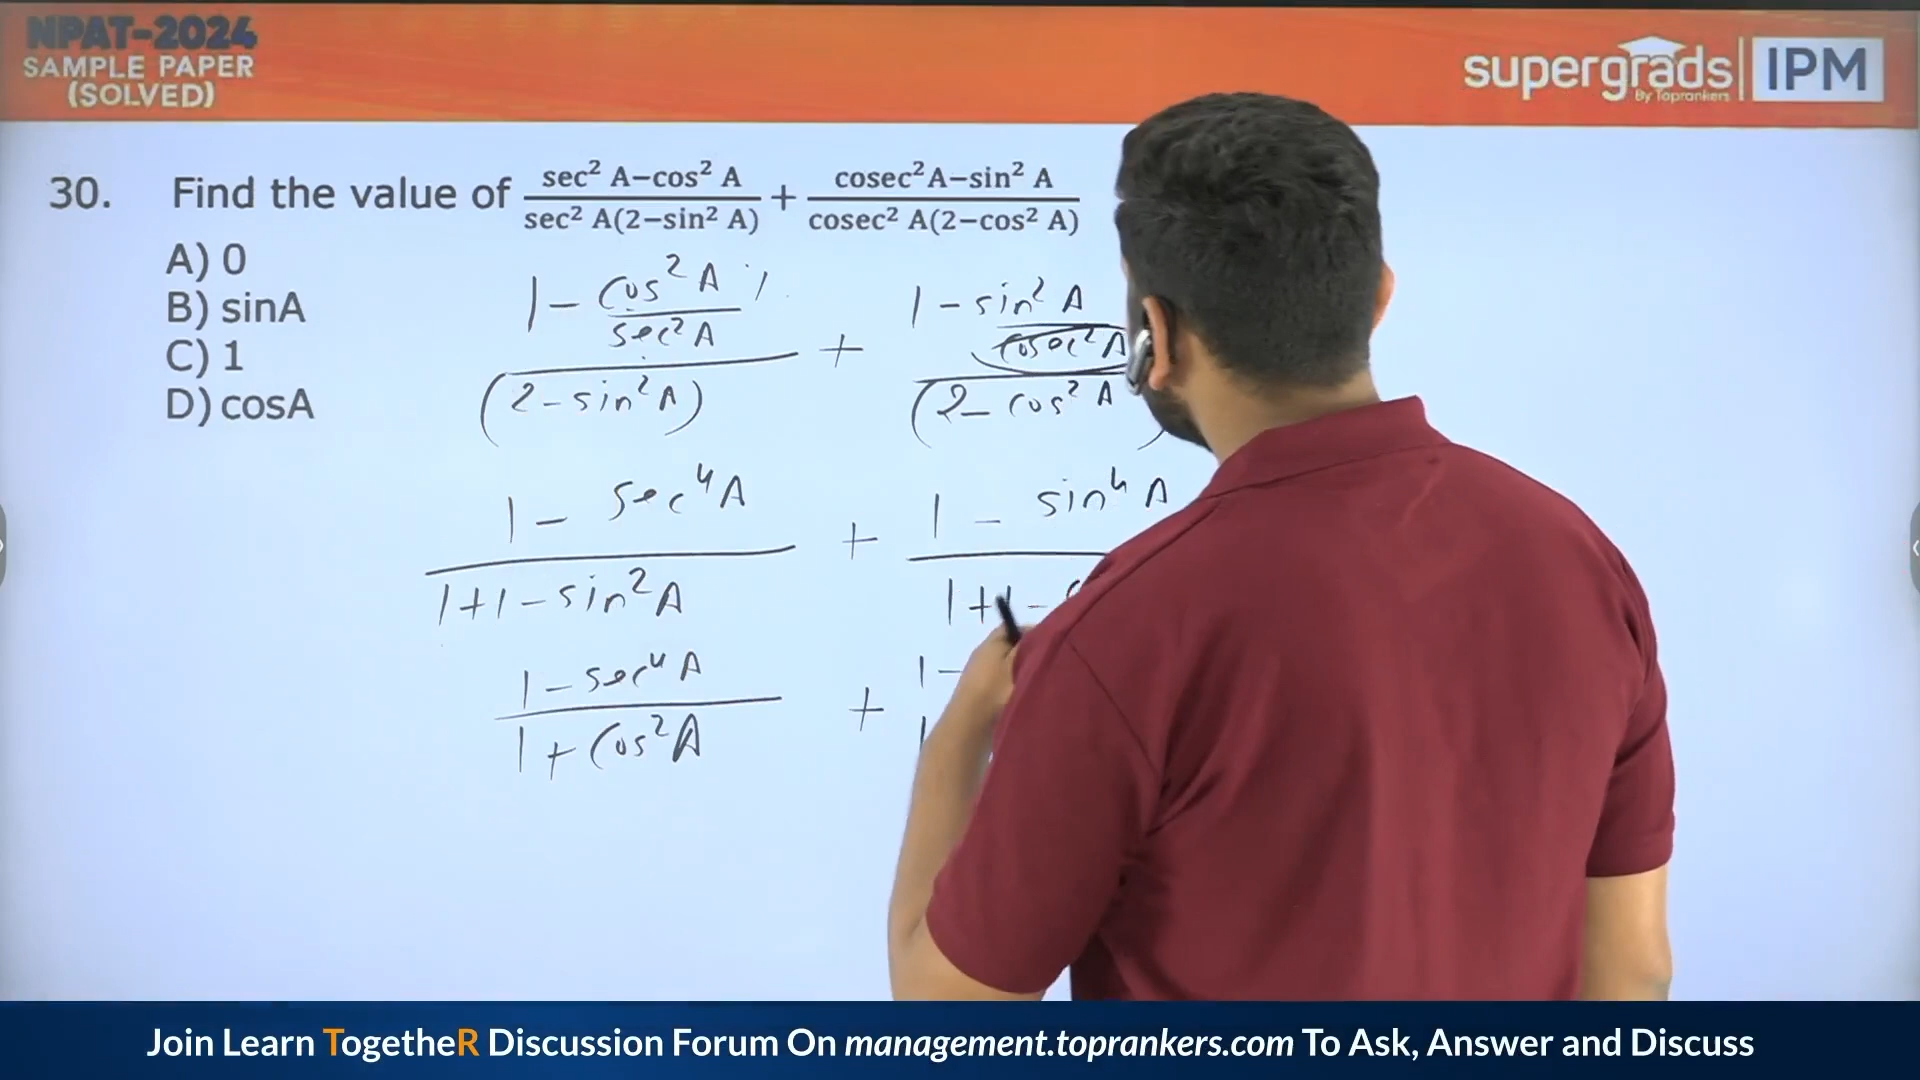 NPAT-2024
SAMPLE PAPER
(SOLVED)
supergrads
By Toprankers
IPM
30. Find the value of (sec² A−cos² A)/(sec² A(2−sin² A)) + (cosec² A−sin² A)/(cosec² A(2−cos² A))
A) 0
B) sinA
C) 1
D) cosA
(1 − cos² A/sec² A)/(2 − sin² A) + (1 − sin² A/cosec² A)/(2 − cos² A
(1 − sec⁴ A)/(1+1−sin² A) + (1 − sin⁴ A)/(1+1−
(1 − sec⁴ A)/(1 + cos² A) + 1 −
Join Learn TogetheR Discussion Forum On management.toprankers.com To Ask, Answer and Discuss